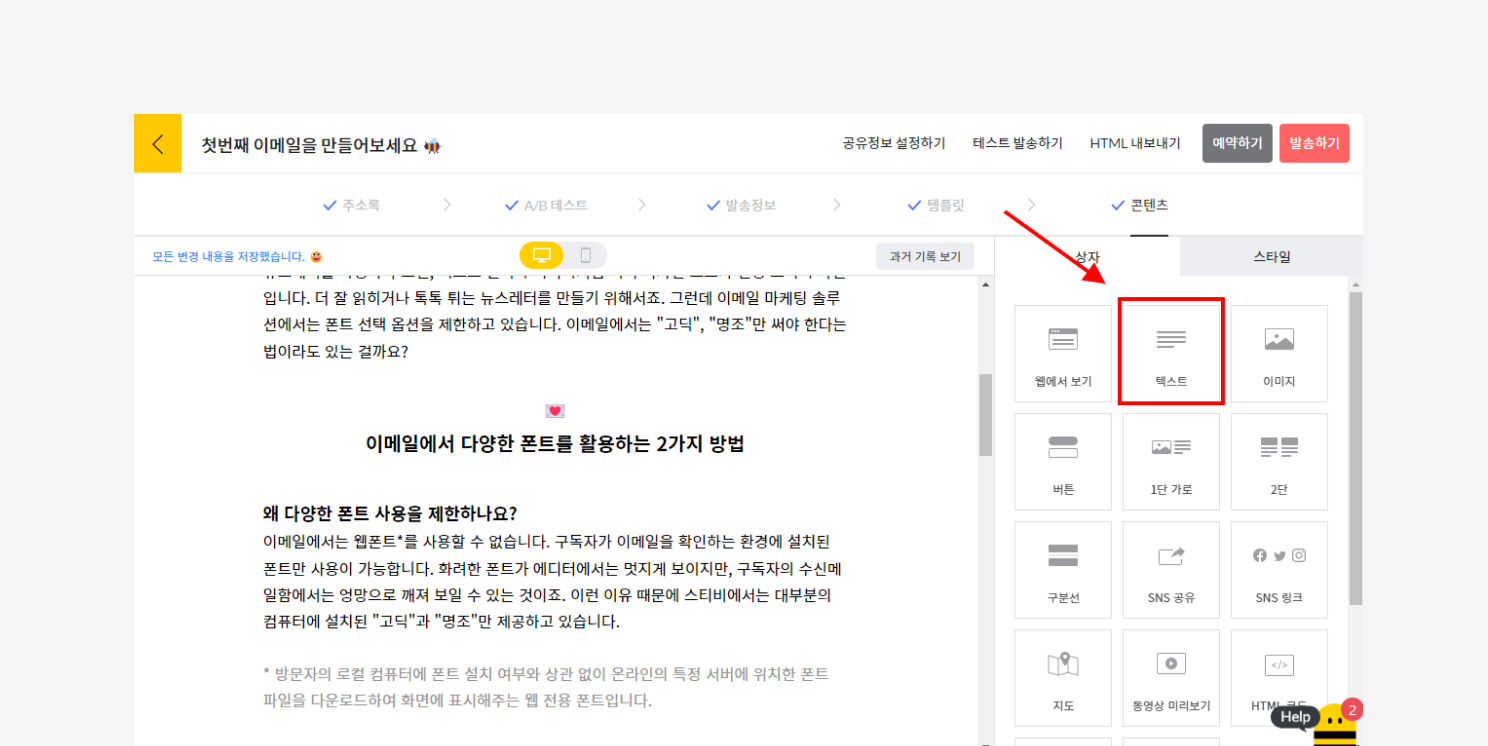 첫번째 이메일을 만들어보세요
공유정보 설정하기 테스트 발송하기 HTML 내보내기 예약하기 발송하기
주소록 A/B 테스트 발송정보 템플릿 콘텐츠
모든 변경 내용을 저장했습니다. 과거 기록 보기 상자 스타일
입니다. 더 잘 읽히거나 톡톡 튀는 뉴스레터를 만들기 위해서죠. 그런데 이메일 마케팅 솔루
션에서는 폰트 선택 옵션을 제한하고 있습니다. 이메일에서는 "고딕", "명조"만 써야 한다는
법이라도 있는 걸까요?
이메일에서 다양한 폰트를 활용하는 2가지 방법
왜 다양한 폰트 사용을 제한하나요?
이메일에서는 웹폰트*를 사용할 수 없습니다. 구독자가 이메일을 확인하는 환경에 설치된
폰트만 사용이 가능합니다. 화려한 폰트가 에디터에서는 멋지게 보이지만, 구독자의 수신메
일함에서는 엉망으로 깨져 보일 수 있는 것이죠. 이런 이유 때문에 스티비에서는 대부분의
컴퓨터에 설치된 "고딕"과 "명조"만 제공하고 있습니다.
* 방문자의 로컬 컴퓨터에 폰트 설치 여부와 상관 없이 온라인의 특정 서버에 위치한 폰트
파일을 다운로드하여 화면에 표시해주는 웹 전용 폰트입니다.
웹에서 보기 텍스트 이미지
버튼 1단 가로 2단
구분선 SNS 공유 SNS 링크
지도 동영상 미리보기 HTML
Help 2